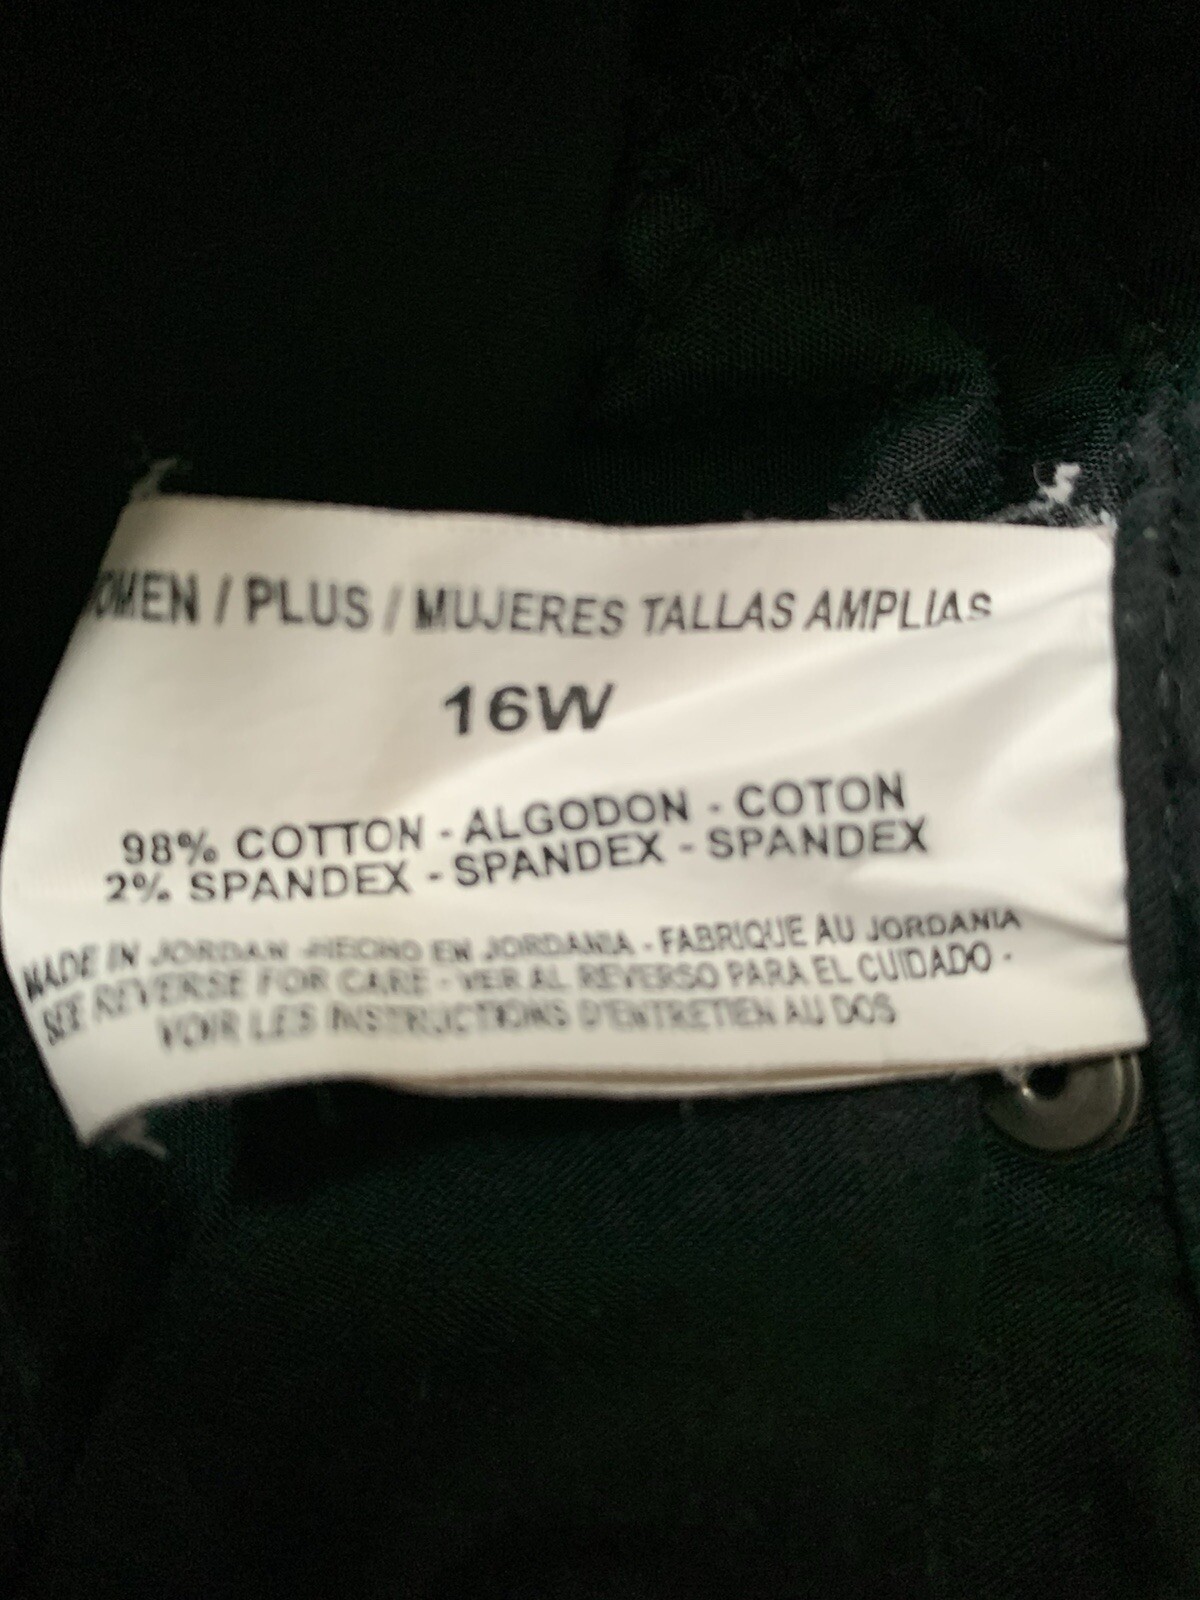 WOMEN / PLUS / MUJERES TALLAS AMPLIAS
16W
98% COTTON - ALGODON - COTON
2% SPANDEX - SPANDEX - SPANDEX
MADE IN JORDAN -HECHO EN JORDANIA - FABRIQUE AU JORDANIA
SEE REVERSE FOR CARE - VER AL REVERSO PARA EL CUIDADO -
VOIR LES INSTRUCTIONS D'ENTRETIEN AU DOS